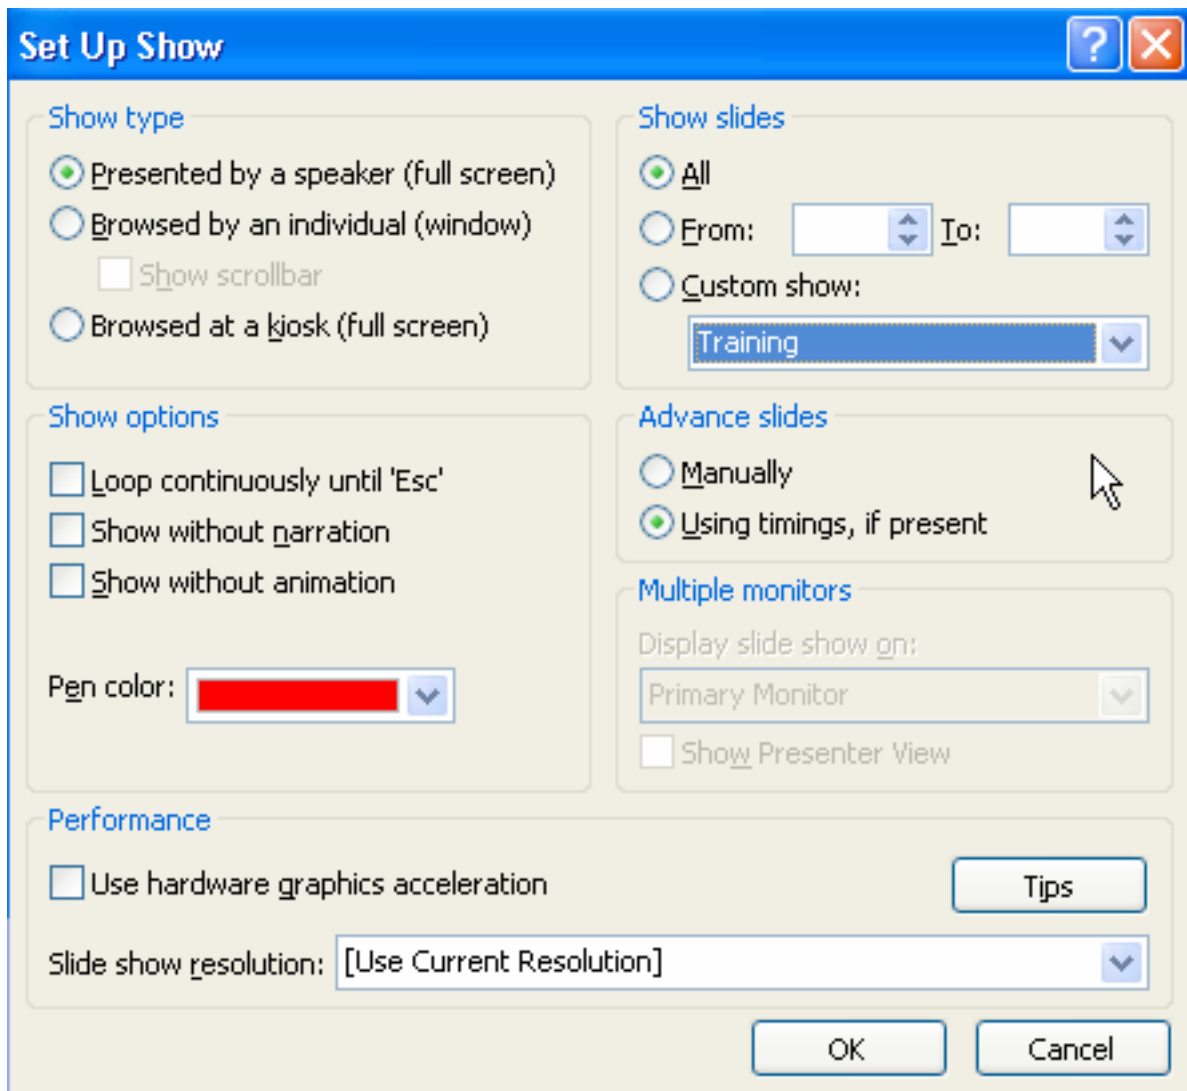 Set Up Show
Show type
Presented by a speaker (full screen)
Browsed by an individual (window)
Show scrollbar
Browsed at a kiosk (full screen)
Show slides
All
From: To:
Custom show:
Training
Show options
Loop continuously until 'Esc'
Show without narration
Show without animation
Pen color:
Advance slides
Manually
Using timings, if present
Multiple monitors
Display slide show on:
Primary Monitor
Show Presenter View
Performance
Use hardware graphics acceleration
Tips
Slide show resolution: [Use Current Resolution]
OK Cancel